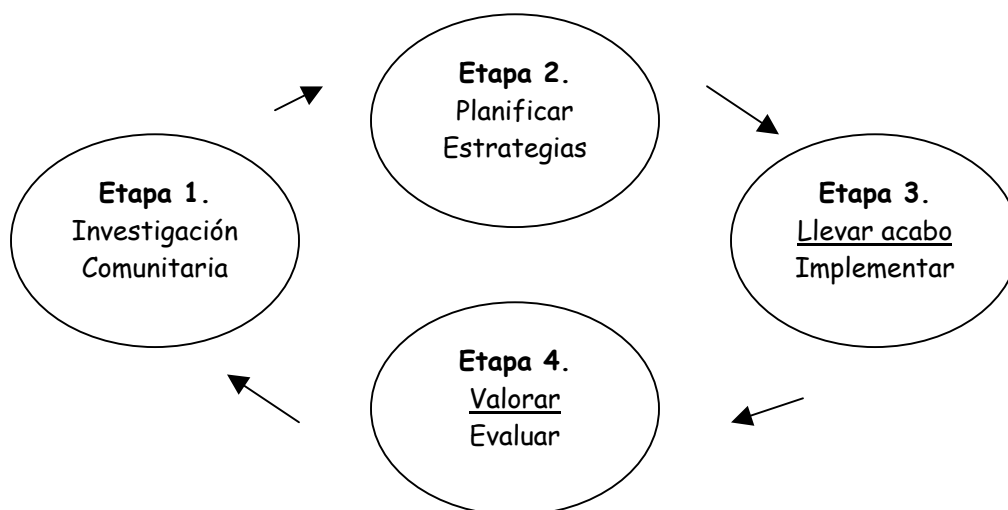 Etapa 1.
Investigación
Comunitaria
Etapa 2.
Planificar
Estrategias
Etapa 3.
Llevar acabo
Implementar
Etapa 4.
Valorar
Evaluar